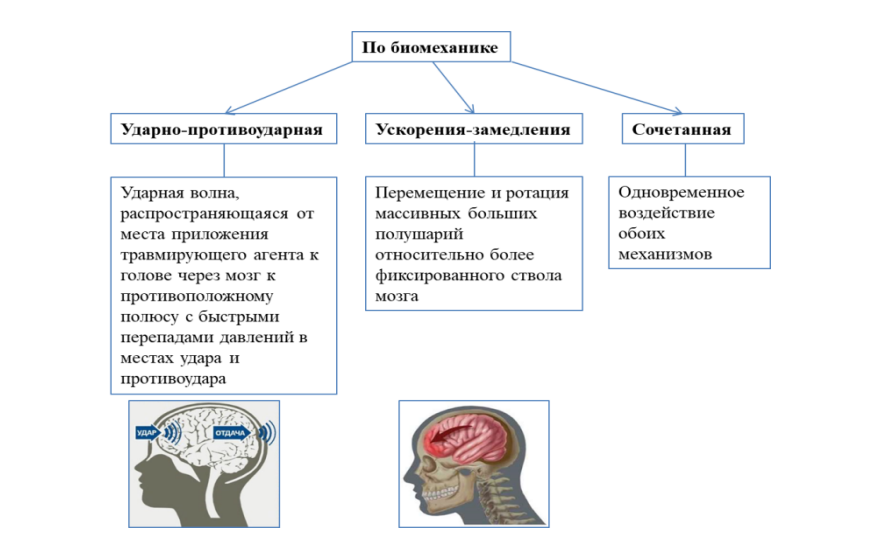 По биомеханике
Ударно-противоударная
Ускорения-замедления
Сочетанная
Ударная волна,
распространяющаяся от
места приложения
травмирующего агента к
голове через мозг к
противоположному
полюсу с быстрыми
перепадами давлений в
местах удара и
противоудара
Перемещение и ротация
массивных больших
полушарий
относительно более
фиксированного ствола
мозга
Одновременное
воздействие
обоих
механизмов
УДАР
ОТДАЧА